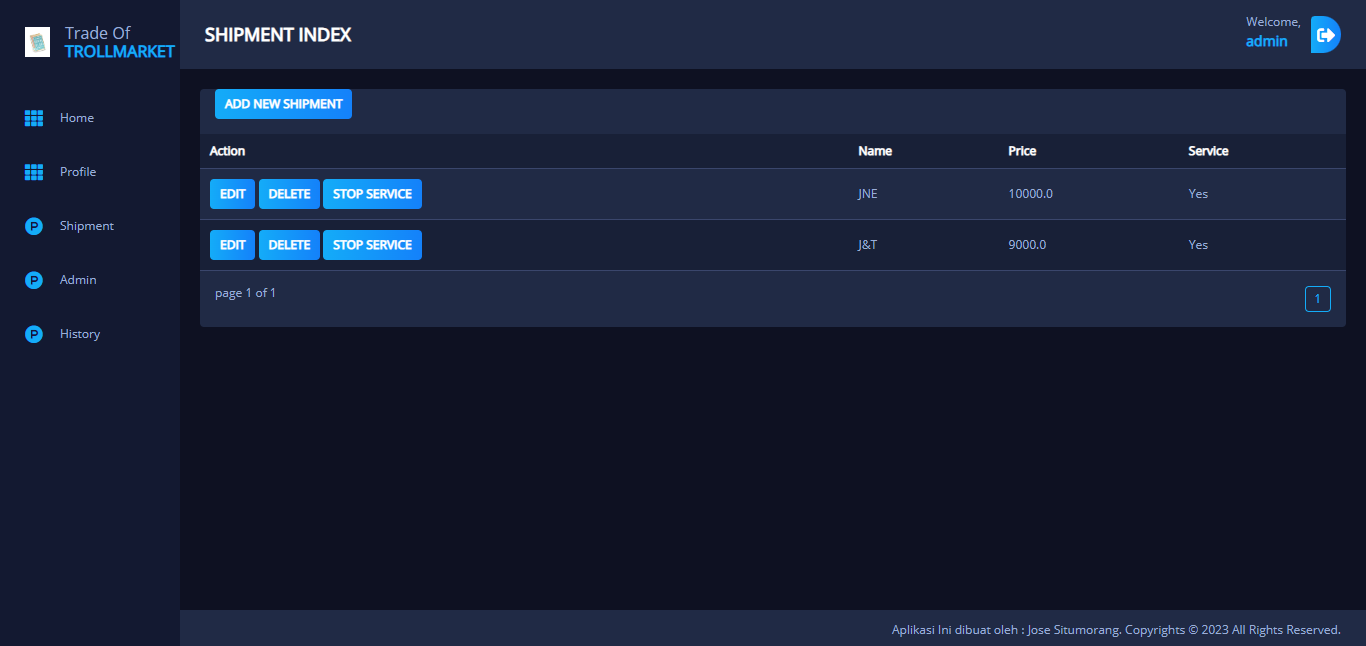 Trade Of
TROLLMARKET
SHIPMENT INDEX
Welcome,
admin
Home
Profile
Shipment
Admin
History
ADD NEW SHIPMENT
Action Name Price Service
EDIT DELETE STOP SERVICE JNE 10000.0 Yes
EDIT DELETE STOP SERVICE J&T 9000.0 Yes
page 1 of 1 1
Aplikasi Ini dibuat oleh : Jose Situmorang. Copyrights © 2023 All Rights Reserved.